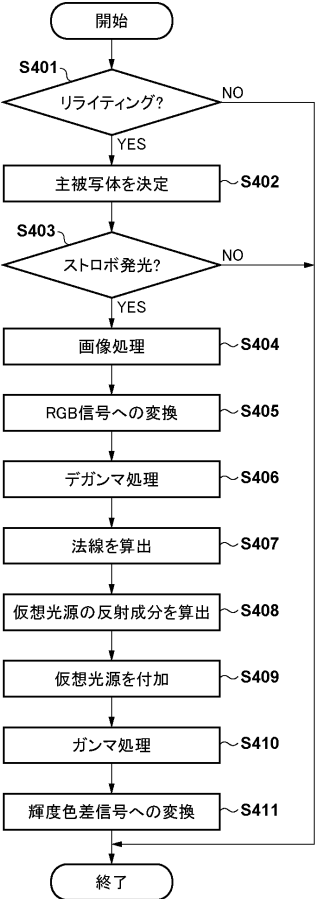 開始
S401
リライティング?
NO
YES
主被写体を決定
S402
S403
ストロボ発光?
NO
YES
画像処理
S404
RGB信号への変換
S405
デガンマ処理
S406
法線を算出
S407
仮想光源の反射成分を算出
S408
仮想光源を付加
S409
ガンマ処理
S410
輝度色差信号への変換
S411
終了